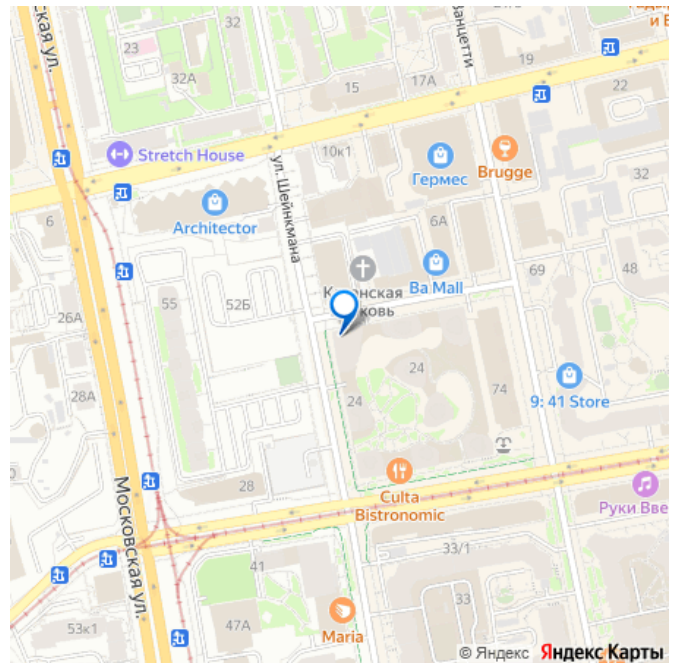 ская ул.
23
32А
32
15
17А
19
22
Stretch House
10к1
Гермес
Brugge
32
6
Architector
ул. Шейнкмана
6А
26А
55
52Б
Ba Mall
69
48
28А
24
24
74
9: 41 Store
28
Culta
Bistronomic
Московская ул.
Руки Вве
33/1
41
33
53к1
47А
Maria
© Яндекс Яндекс Карты